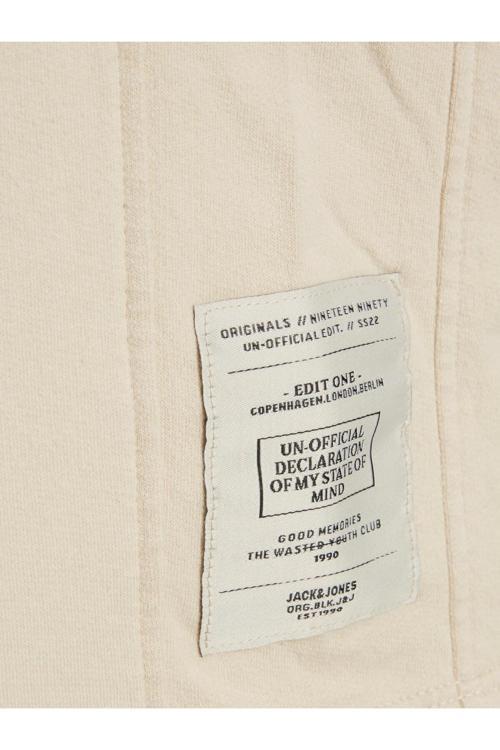 ORIGINALS // NINETEEN NINETY
UN-OFFICIAL EDIT. // SS22
- EDIT ONE -
COPENHAGEN.LONDON.BERLIN
UN-OFFICIAL
DECLARATION
OF MY STATE OF
MIND
GOOD MEMORIES
THE WASTED YOUTH CLUB
1990
JACK&JONES
ORG.BLK.J&J
EST1990